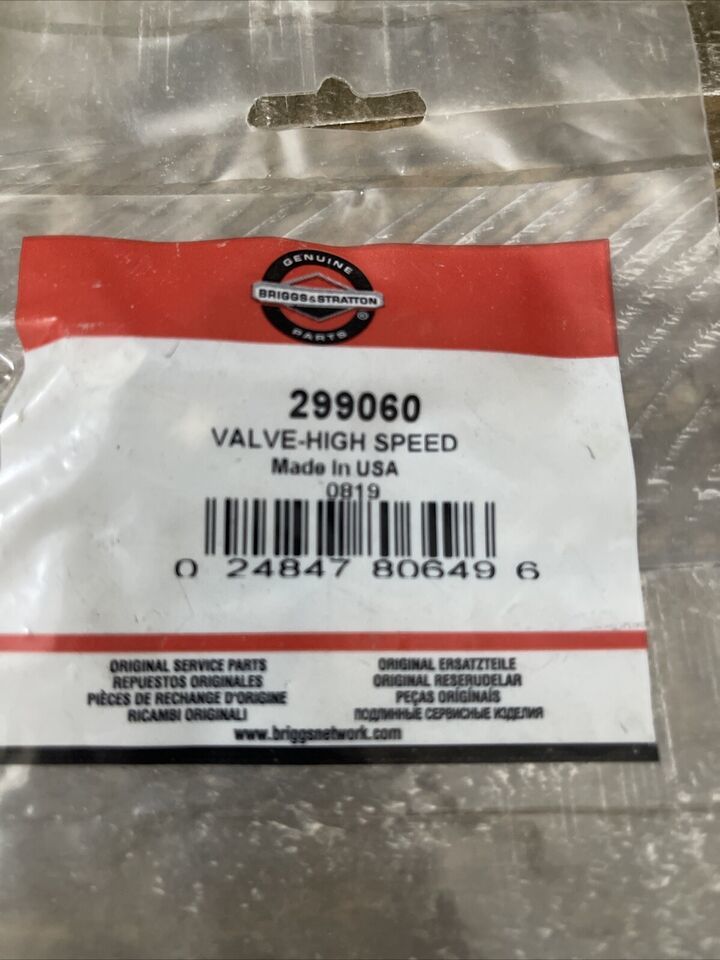 GENUINE
BRIGGS & STRATTON
®
PARTS
299060
VALVE-HIGH SPEED
Made In USA
0819
0 24847 80649 6
ORIGINAL SERVICE PARTS
REPUESTOS ORIGINALES
PIÈCES DE RECHANGE D'ORIGINE
RICAMBI ORIGINALI
ORIGINAL ERSATZTEILE
ORIGINAL RESERUDELAR
PEÇAS ORIGINAIS
ПОДЛИННЫЕ СЕРВИСНЫЕ ИЗДЕЛИЯ
www.briggsnetwork.com